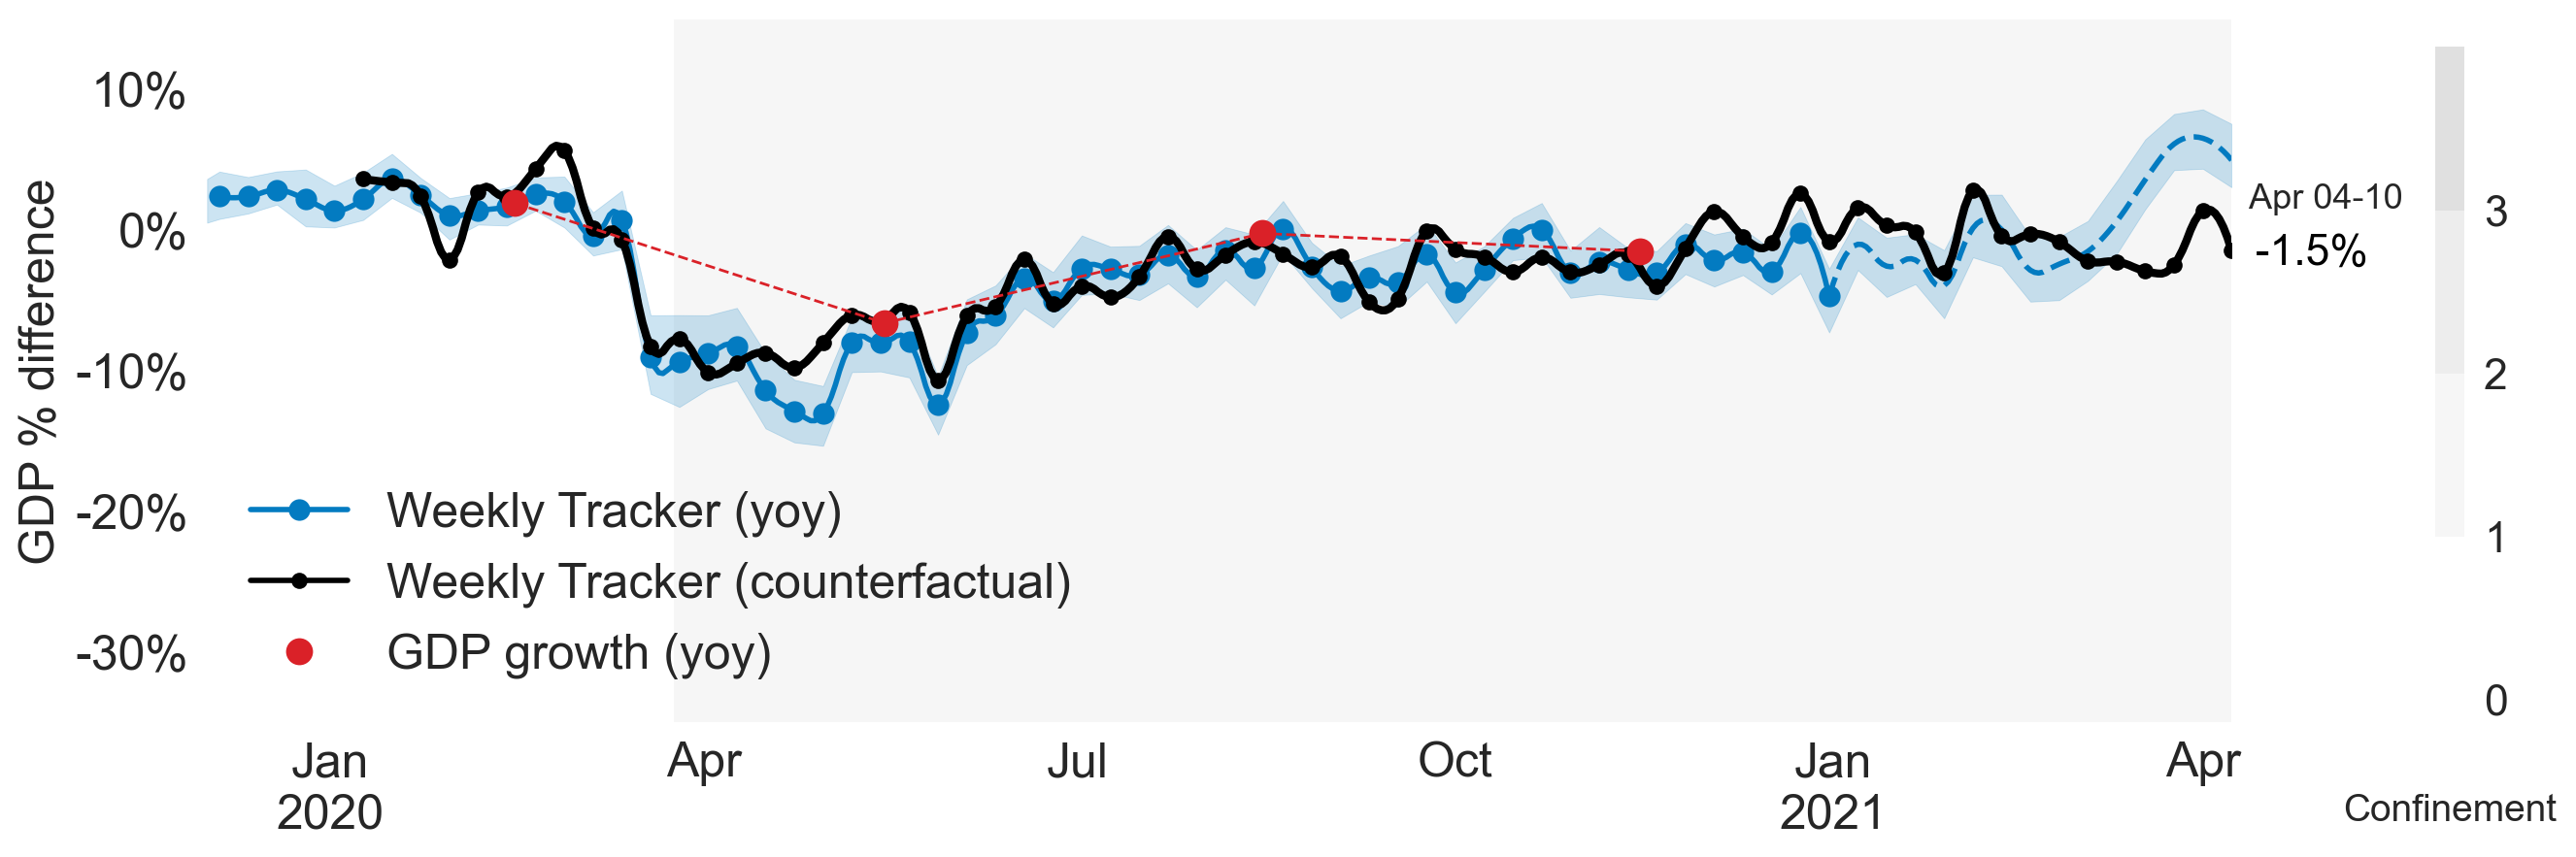 GDP % difference
10%
0%
-10%
-20%
-30%
Weekly Tracker (yoy)
Weekly Tracker (counterfactual)
GDP growth (yoy)
Jan
2020
Apr
Jul
Oct
Jan
2021
Apr
Apr 04-10
-1.5%
3
2
1
0
Confinement